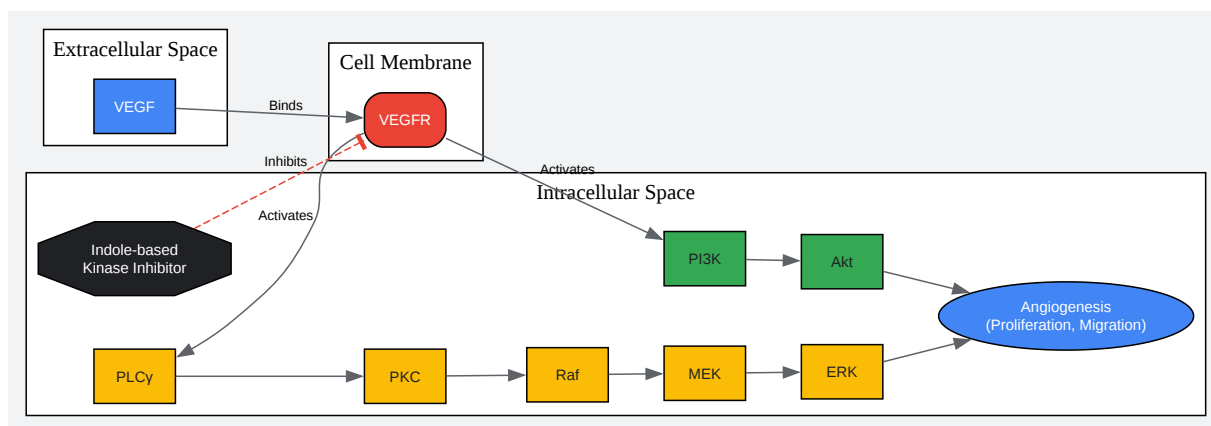 Extracellular Space
VEGF
Binds
Cell Membrane
VEGFR
Inhibits
Activates
Activates
Intracellular Space
Indole-based
Kinase Inhibitor
PI3K
Akt
Angiogenesis
(Proliferation, Migration)
PLCγ
PKC
Raf
MEK
ERK